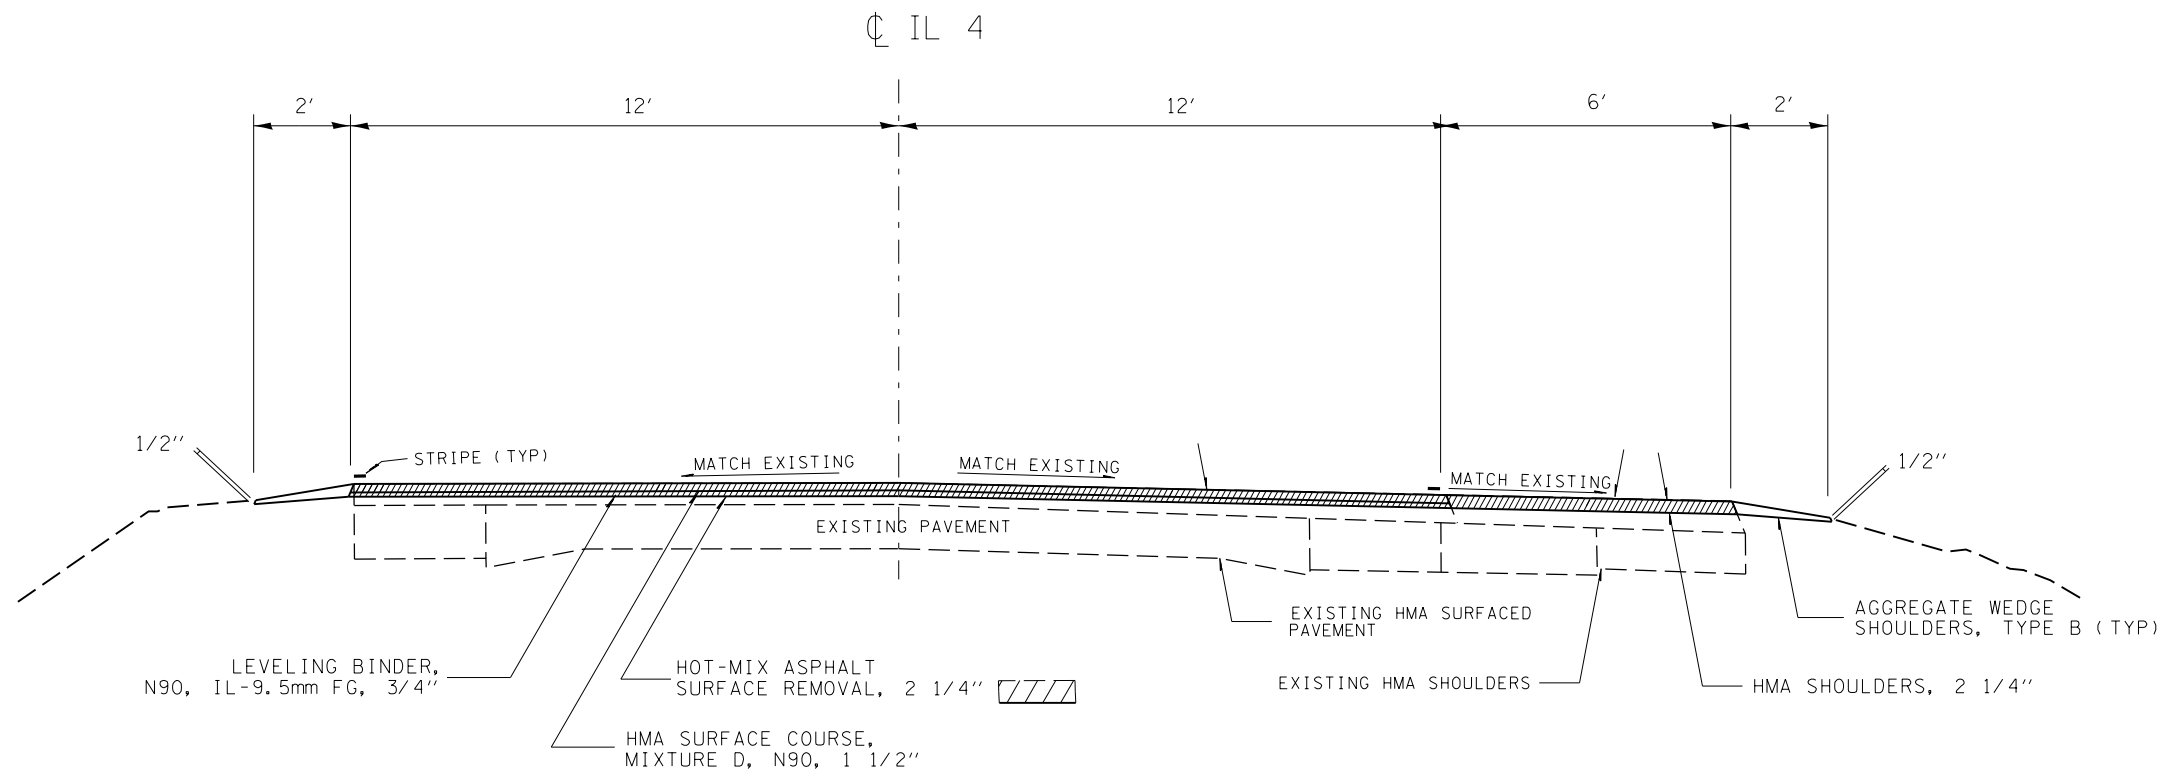 ℄ IL 4
2'
12'
12'
6'
2'
1/2"
STRIPE (TYP)
MATCH EXISTING
MATCH EXISTING
MATCH EXISTING
1/2"
EXISTING PAVEMENT
EXISTING HMA SURFACED
PAVEMENT
AGGREGATE WEDGE
SHOULDERS, TYPE B (TYP)
LEVELING BINDER,
N90, IL-9.5mm FG, 3/4"
HOT-MIX ASPHALT
SURFACE REMOVAL, 2 1/4"
EXISTING HMA SHOULDERS
HMA SHOULDERS, 2 1/4"
HMA SURFACE COURSE,
MIXTURE D, N90, 1 1/2"